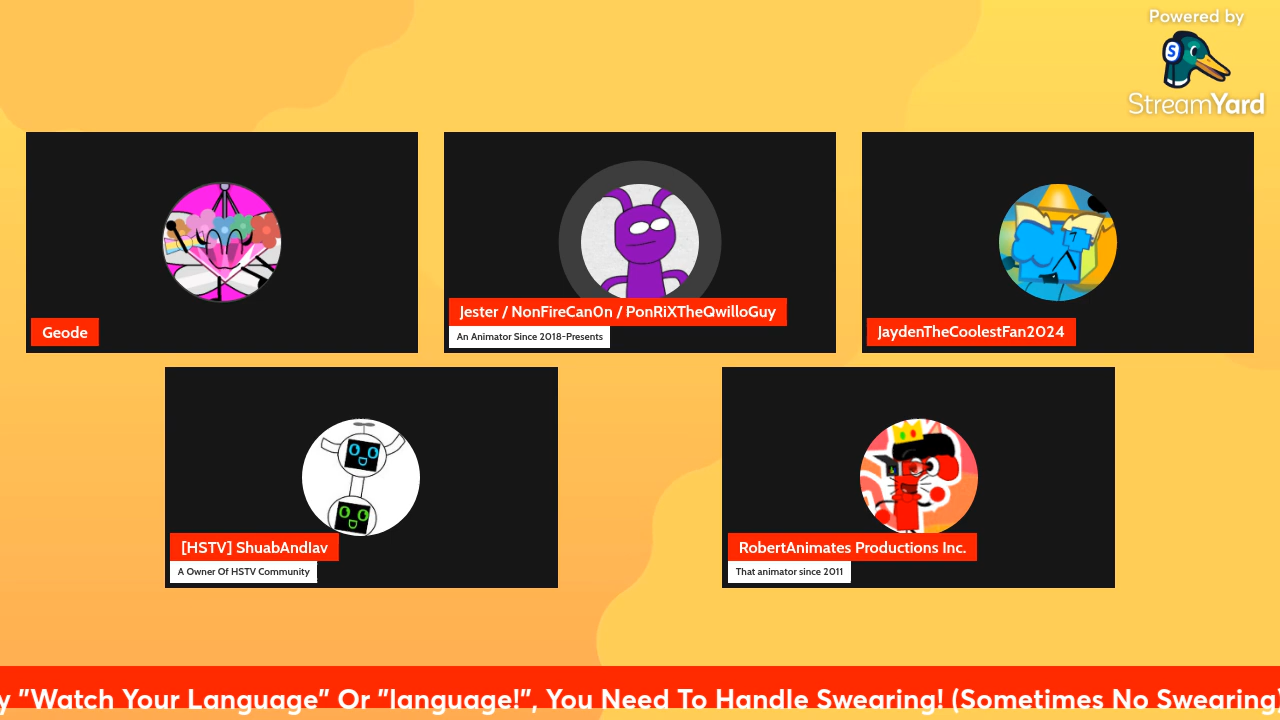 Powered by
StreamYard
Geode
Jester / NonFireCan0n / PonRiXTheQwilloGuy
An Animator Since 2018-Presents
JaydenTheCoolestFan2024
[HSTV] ShuabAndIav
A Owner Of HSTV Community
RobertAnimates Productions Inc.
That animator since 2011
y "Watch Your Language" Or "language!", You Need To Handle Swearing! (Sometimes No Swearing)